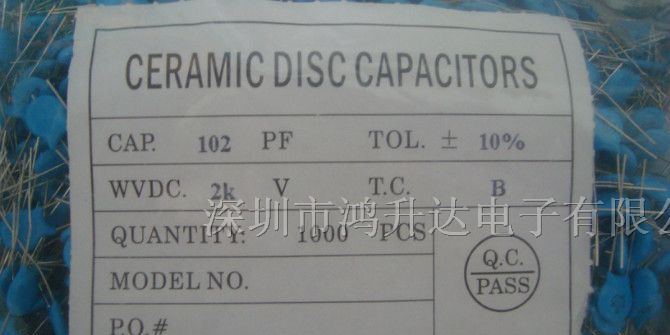 CERAMIC DISC CAPACITORS
CAP. 102 PF TOL. ± 10%
WVDC. 2k V T.C. B
深圳市鸿升达电子有限公
QUANTITY: 1000 PCS
Q.C.
PASS
MODEL NO.
P.O.#